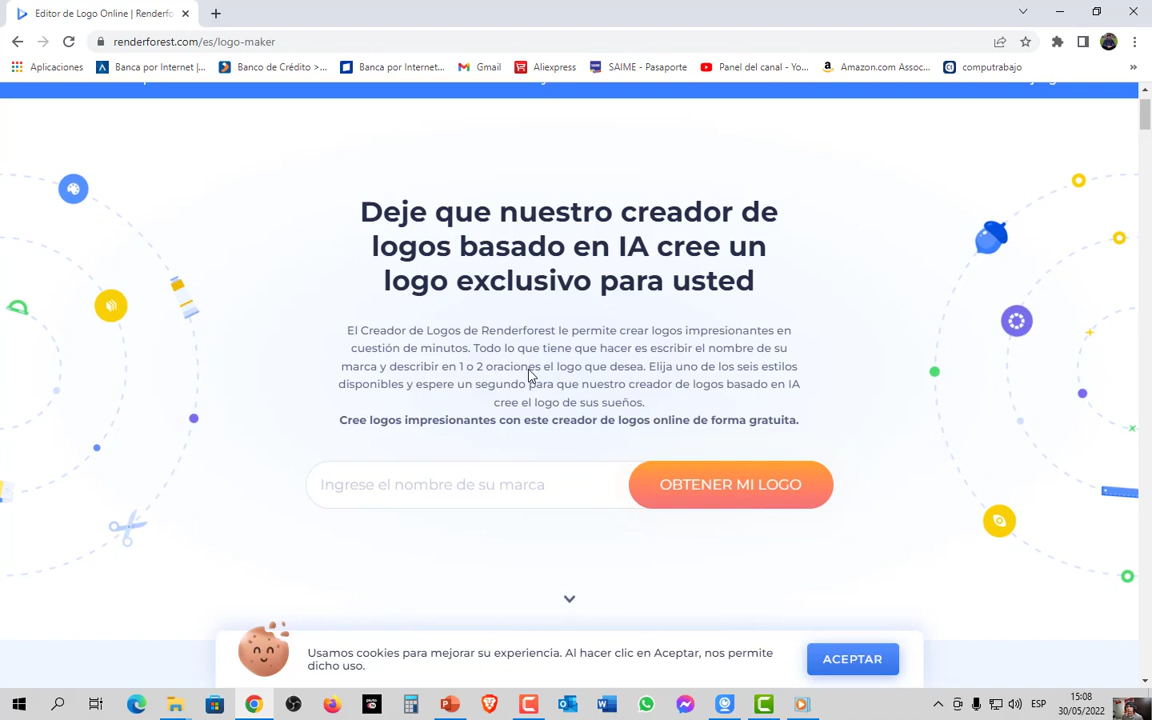 Editor de Logo Online | Renderfo
renderforest.com/es/logo-maker
Aplicaciones
Banca por Internet |...
Banco de Crédito >...
Banca por Internet...
Gmail
Aliexpress
SAIME - Pasaporte
Panel del canal - Yo...
Amazon.com Assoc...
computrabajo
Deje que nuestro creador de
logos basado en IA cree un
logo exclusivo para usted
El Creador de Logos de Renderforest le permite crear logos impresionantes en
cuestión de minutos. Todo lo que tiene que hacer es escribir el nombre de su
marca y describir en 1 o 2 oraciones el logo que desea. Elija uno de los seis estilos
disponibles y espere un segundo para que nuestro creador de logos basado en IA
cree el logo de sus sueños.
Cree logos impresionantes con este creador de logos online de forma gratuita.
Ingrese el nombre de su marca
OBTENER MI LOGO
Usamos cookies para mejorar su experiencia. Al hacer clic en Aceptar, nos permite
dicho uso.
ACEPTAR
ESP
15:08
30/05/2022